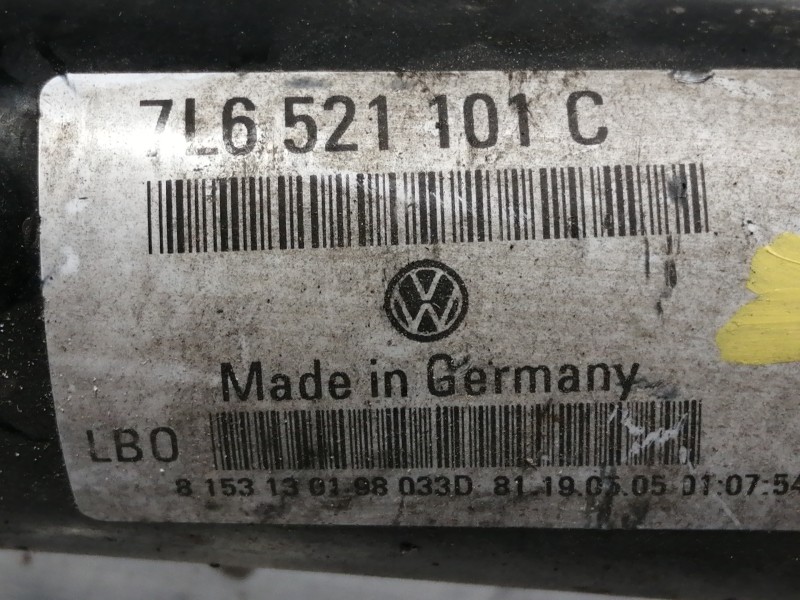 7L6 521 101 C
Made in Germany
LBO
8 153 13 01 98 033D 81 19.05.05 01:07:54